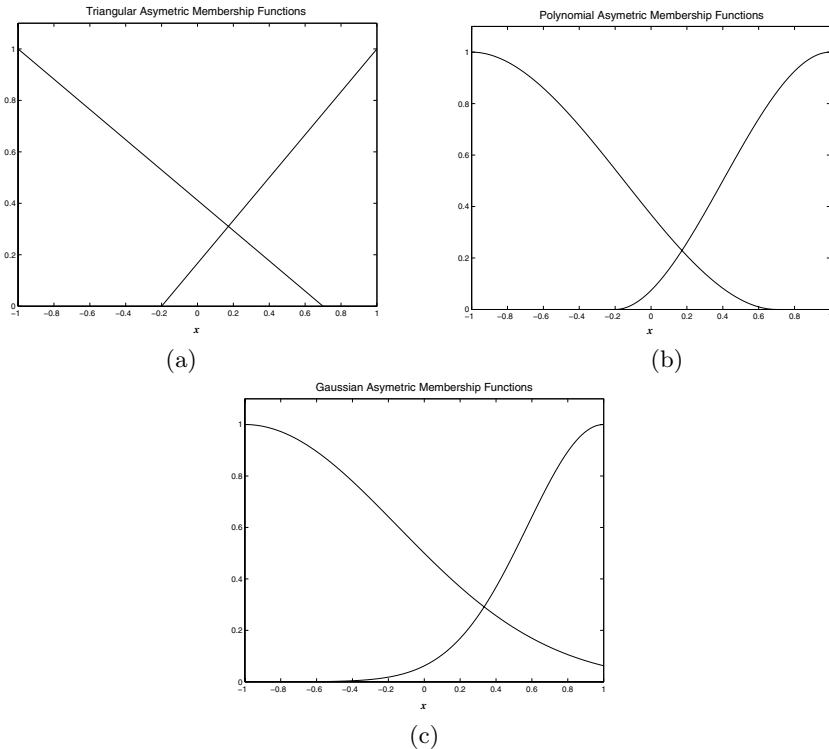 Triangular Asymetric Membership Functions
1
0.8
0.6
0.4
0.2
0
−1 −0.8 −0.6 −0.4 −0.2 0 0.2 0.4 0.6 0.8 1
x
(a)
Polynomial Asymetric Membership Functions
1
0.8
0.6
0.4
0.2
0
−1 −0.8 −0.6 −0.4 −0.2 0 0.2 0.4 0.6 0.8
x
(b)
Gaussian Asymetric Membership Functions
1
0.8
0.6
0.4
0.2
0
−1 −0.8 −0.6 −0.4 −0.2 0 0.2 0.4 0.6 0.8 1
x
(c)